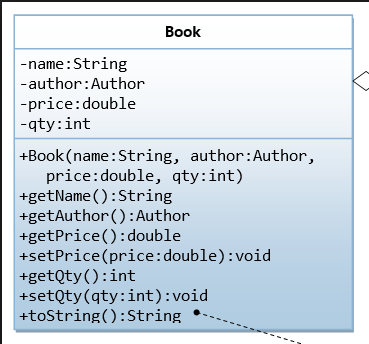 Book
-name:String
-author:Author
-price:double
-qty:int
+Book(name:String, author:Author,
price:double, qty:int)
+getName():String
+getAuthor():Author
+getPrice():double
+setPrice(price:double):void
+getQty():int
+setQty(qty:int):void
+toString():String